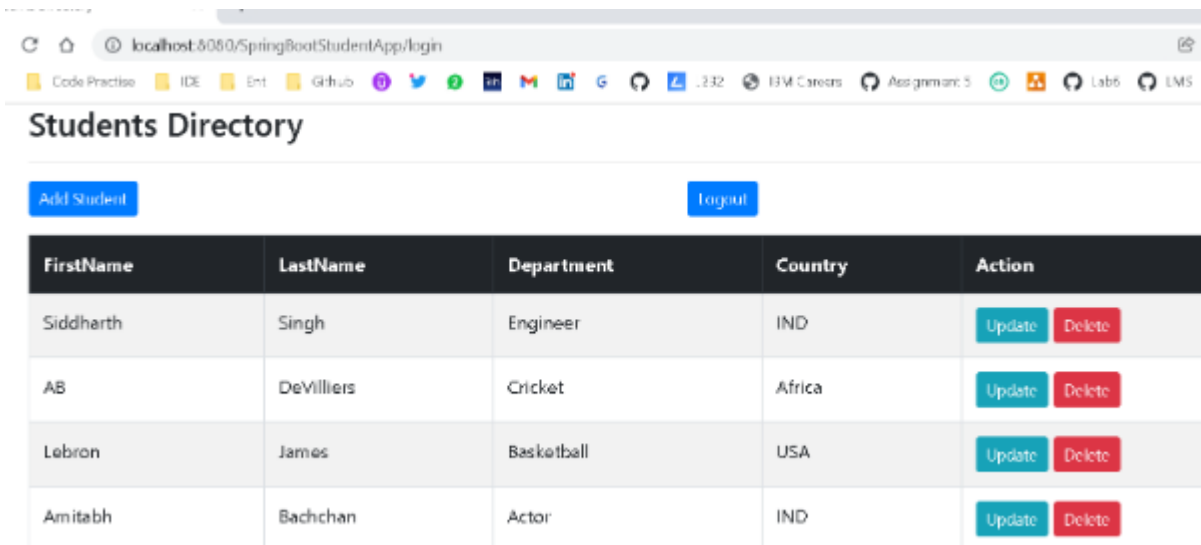 localhost:8080/SpringBootStudentApp/login
Code Practise IDE Ent Github G .232 IBM Careers Assignment 5 Lab6 LMS
Students Directory
Add Student Logout
FirstName LastName Department Country Action
Siddharth Singh Engineer IND Update Delete
AB DeVilliers Cricket Africa Update Delete
Lebron James Basketball USA Update Delete
Amitabh Bachchan Actor IND Update Delete